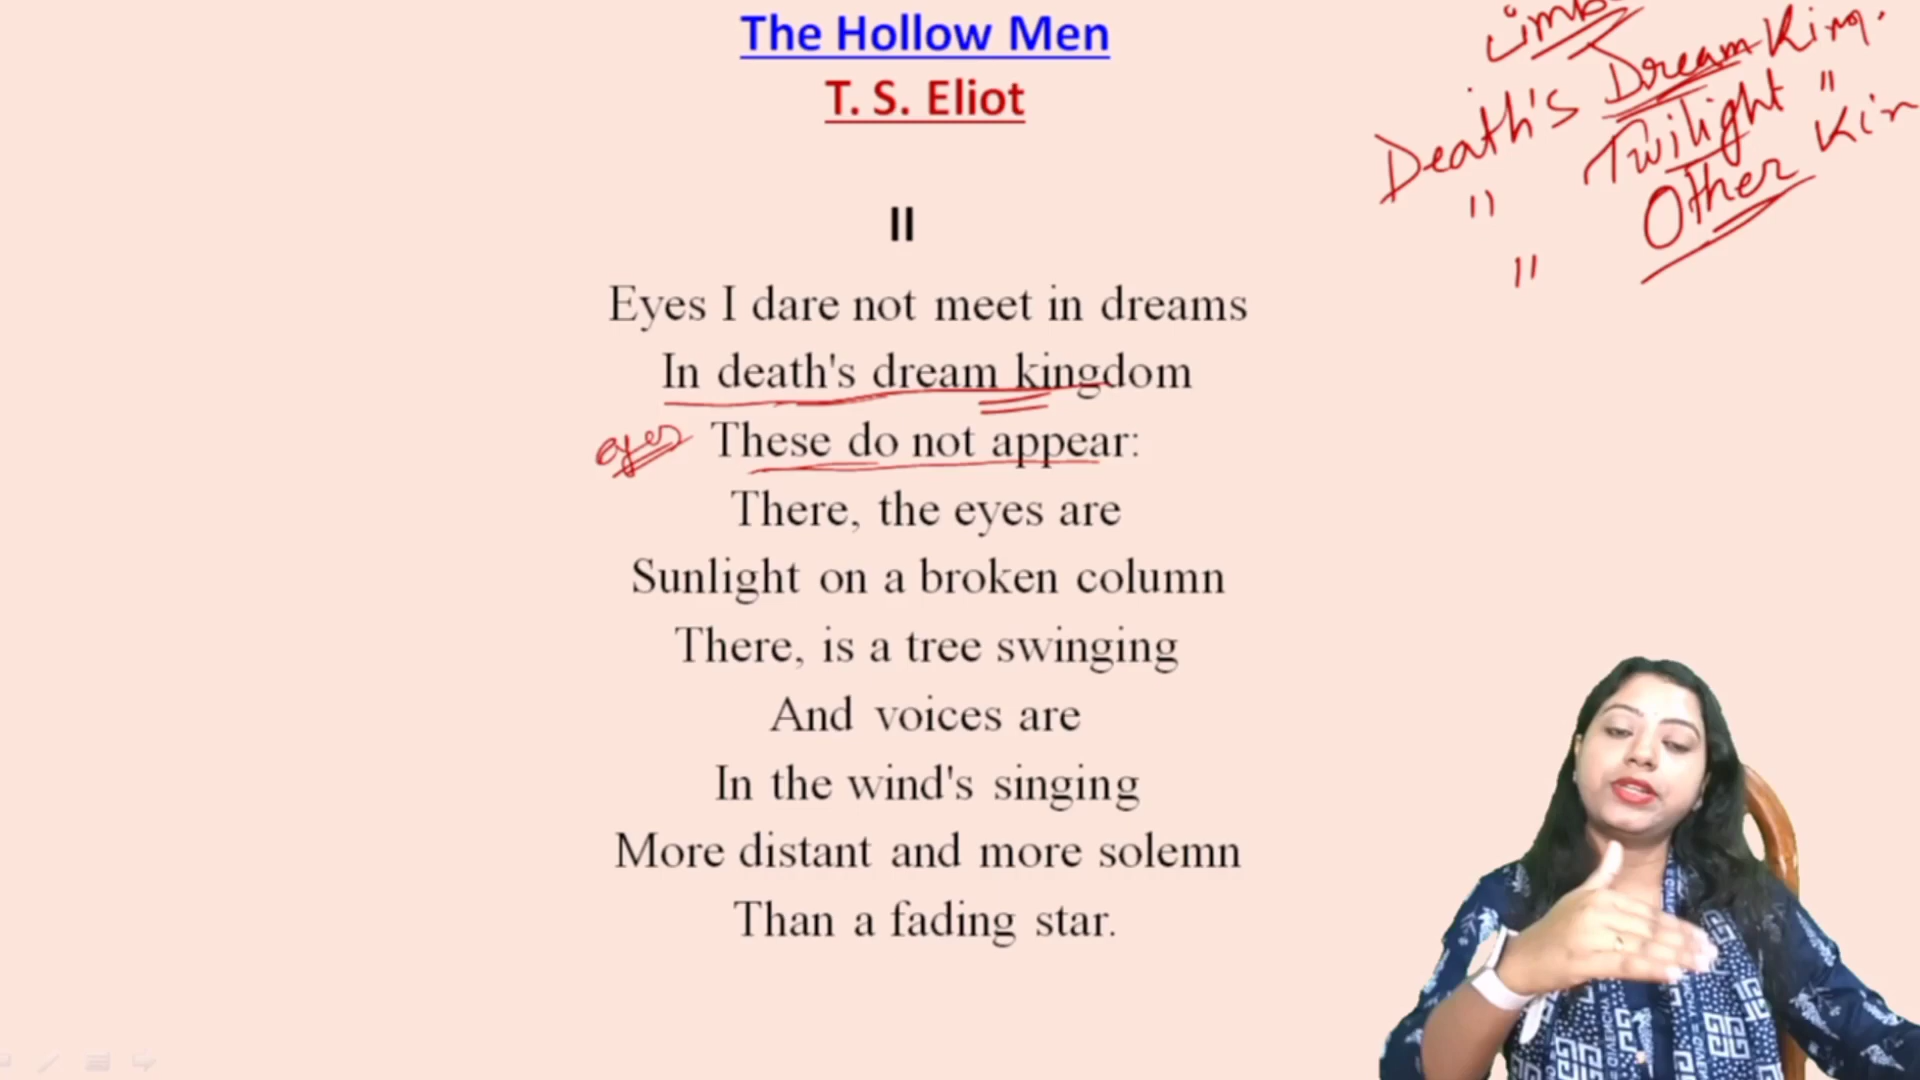 The Hollow Men
T. S. Eliot
Death's Dream King.
" Twilight "
" Other Kin
II
Eyes I dare not meet in dreams
In death's dream kingdom
eyes These do not appear:
There, the eyes are
Sunlight on a broken column
There, is a tree swinging
And voices are
In the wind's singing
More distant and more solemn
Than a fading star.